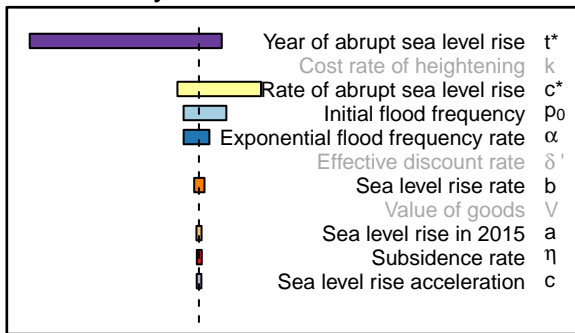 Year of abrupt sea level rise t*
Cost rate of heightening k
Rate of abrupt sea level rise c*
Initial flood frequency p₀
Exponential flood frequency rate α
Effective discount rate δ'
Sea level rise rate b
Value of goods V
Sea level rise in 2015 a
Subsidence rate η
Sea level rise acceleration c